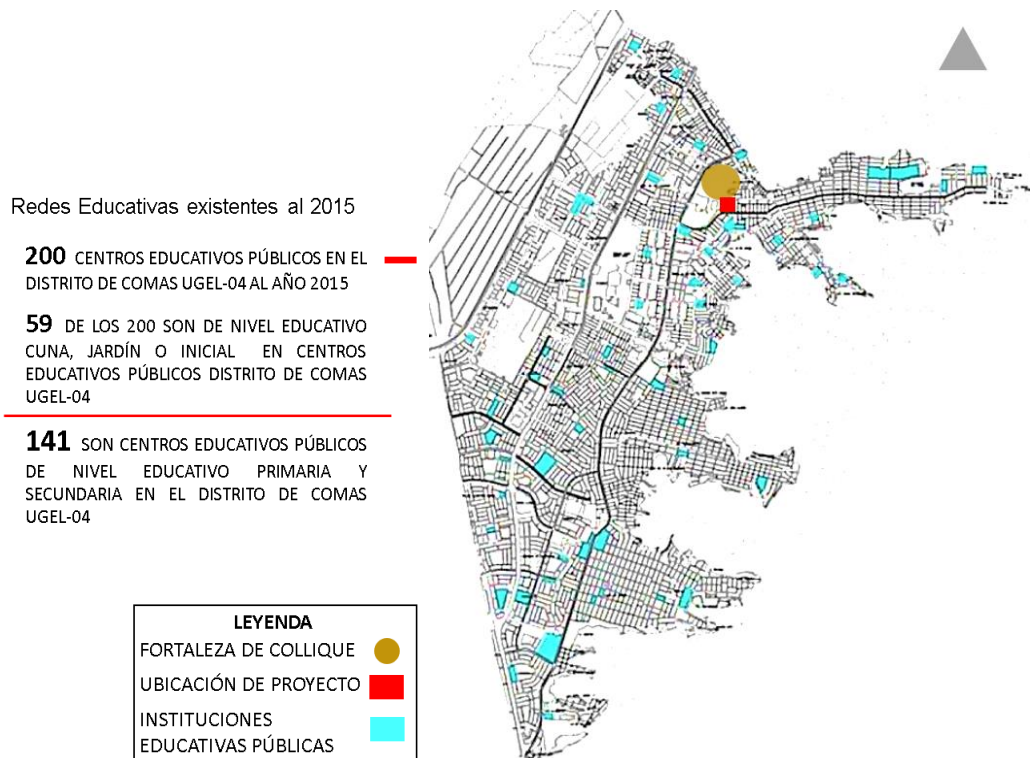 Redes Educativas existentes al 2015
200 CENTROS EDUCATIVOS PÚBLICOS EN EL
DISTRITO DE COMAS UGEL-04 AL AÑO 2015
59 DE LOS 200 SON DE NIVEL EDUCATIVO
CUNA, JARDÍN O INICIAL EN CENTROS
EDUCATIVOS PÚBLICOS DISTRITO DE COMAS
UGEL-04
141 SON CENTROS EDUCATIVOS PÚBLICOS
DE NIVEL EDUCATIVO PRIMARIA Y
SECUNDARIA EN EL DISTRITO DE COMAS
UGEL-04
LEYENDA
FORTALEZA DE COLLIQUE
UBICACIÓN DE PROYECTO
INSTITUCIONES
EDUCATIVAS PÚBLICAS